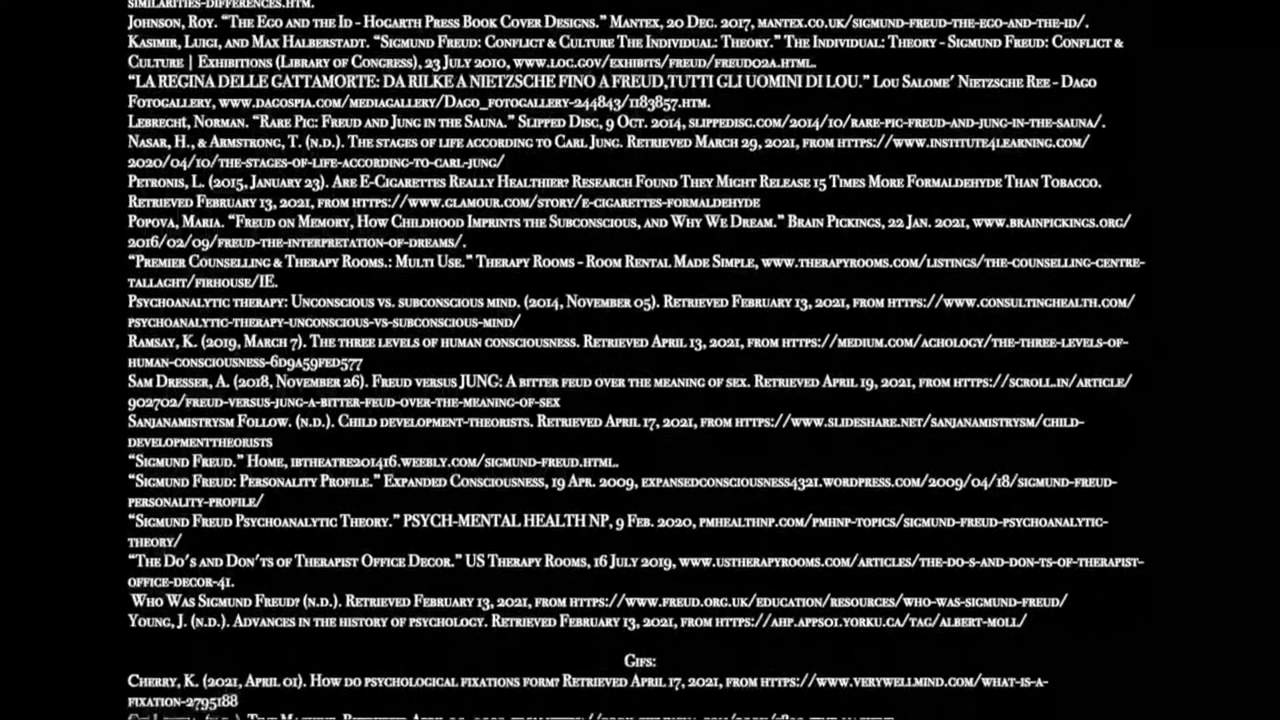 similarities-differences.htm.
Johnson, Roy. “The Ego and the Id - Hogarth Press Book Cover Designs.” Mantex, 20 Dec. 2017, mantex.co.uk/sigmund-freud-the-ego-and-the-id/.
Kasimir, Luigi, and Max Halberstadt. “Sigmund Freud: Conflict & Culture The Individual: Theory.” The Individual: Theory - Sigmund Freud: Conflict &
Culture | Exhibitions (Library of Congress), 23 July 2010, www.loc.gov/exhibits/freud/freud02a.html.
“LA REGINA DELLE GATTAMORTE: DA RILKE A NIETZSCHE FINO A FREUD,TUTTI GLI UOMINI DI LOU.” Lou Salome' Nietzsche Ree - Dago
Fotogallery, www.dagospia.com/mediagallery/Dago_fotogallery-244843/1183857.htm.
Lebrecht, Norman. “Rare Pic: Freud and Jung in the Sauna.” Slipped Disc, 9 Oct. 2014, slippedisc.com/2014/10/rare-pic-freud-and-jung-in-the-sauna/.
Nasar, H., & Armstrong, T. (n.d.). The stages of life according to Carl Jung. Retrieved March 29, 2021, from https://www.institute4learning.com/
2020/04/10/the-stages-of-life-according-to-carl-jung/
Petronis, L. (2015, January 23). Are E-Cigarettes Really Healthier? Research Found They Might Release 15 Times More Formaldehyde Than Tobacco.
Retrieved February 13, 2021, from https://www.glamour.com/story/e-cigarettes-formaldehyde
Popova, Maria. “Freud on Memory, How Childhood Imprints the Subconscious, and Why We Dream.” Brain Pickings, 22 Jan. 2021, www.brainpickings.org/
2016/02/09/freud-the-interpretation-of-dreams/.
“Premier Counselling & Therapy Rooms.: Multi Use.” Therapy Rooms - Room Rental Made Simple, www.therapyrooms.com/listings/the-counselling-centre-
tallaght/firhouse/IE.
Psychoanalytic therapy: Unconscious vs. subconscious mind. (2014, November 05). Retrieved February 13, 2021, from https://www.consultinghealth.com/
psychoanalytic-therapy-unconscious-vs-subconscious-mind/
Ramsay, K. (2019, March 7). The three levels of human consciousness. Retrieved April 13, 2021, from https://medium.com/achology/the-three-levels-of-
human-consciousness-6d9a59fed577
Sam Dresser, A. (2018, November 26). Freud versus JUNG: A bitter feud over the meaning of sex. Retrieved April 19, 2021, from https://scroll.in/article/
902702/freud-versus-jung-a-bitter-feud-over-the-meaning-of-sex
Sanjanamistrysm Follow. (n.d.). Child development-theorists. Retrieved April 17, 2021, from https://www.slideshare.net/sanjanamistrysm/child-
developmenttheorists
“Sigmund Freud.” Home, ibtheatre201416.weebly.com/sigmund-freud.html.
“Sigmund Freud: Personality Profile.” Expanded Consciousness, 19 Apr. 2009, expansedconsciousness4321.wordpress.com/2009/04/18/sigmund-freud-
personality-profile/
“Sigmund Freud Psychoanalytic Theory.” PSYCH-MENTAL HEALTH NP, 9 Feb. 2020, pmhealthnp.com/pmhnp-topics/sigmund-freud-psychoanalytic-
theory/
“The Do's and Don'ts of Therapist Office Decor.” US Therapy Rooms, 16 July 2019, www.ustherapyrooms.com/articles/the-do-s-and-don-ts-of-therapist-
office-decor-41.
Who Was Sigmund Freud? (n.d.). Retrieved February 13, 2021, from https://www.freud.org.uk/education/resources/who-was-sigmund-freud/
Young, J. (n.d.). Advances in the history of psychology. Retrieved February 13, 2021, from https://ahp.apps01.yorku.ca/tag/albert-moll/
Gifs:
Cherry, K. (2021, April 01). How do psychological fixations form? Retrieved April 17, 2021, from https://www.verywellmind.com/what-is-a-
fixation-2795188